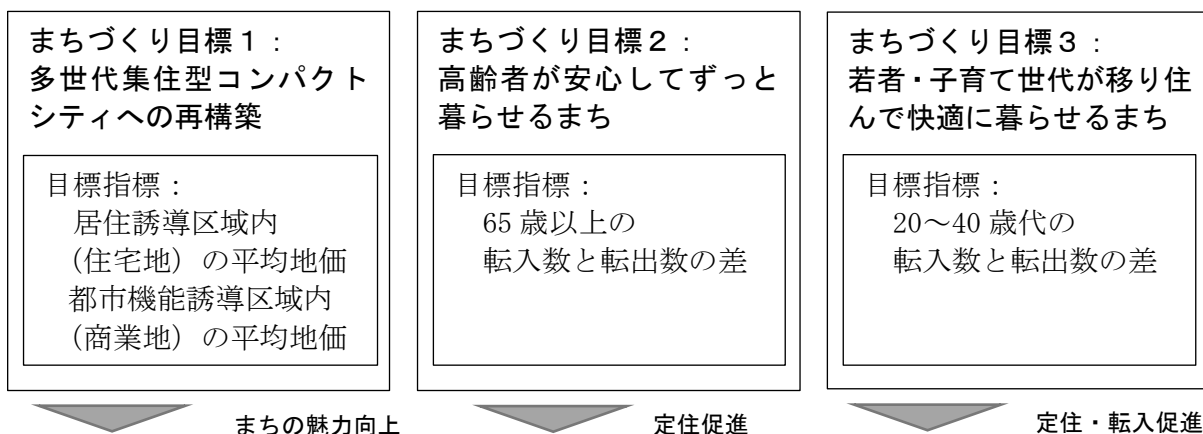 まちづくり目標1：
多世代集住型コンパクト
シティへの再構築
目標指標：
居住誘導区域内
（住宅地）の平均地価
都市機能誘導区域内
（商業地）の平均地価
まちの魅力向上
まちづくり目標2：
高齢者が安心してずっと
暮らせるまち
目標指標：
65 歳以上の
転入数と転出数の差
定住促進
まちづくり目標3：
若者・子育て世代が移り住
んで快適に暮らせるまち
目標指標：
20～40 歳代の
転入数と転出数の差
定住・転入促進